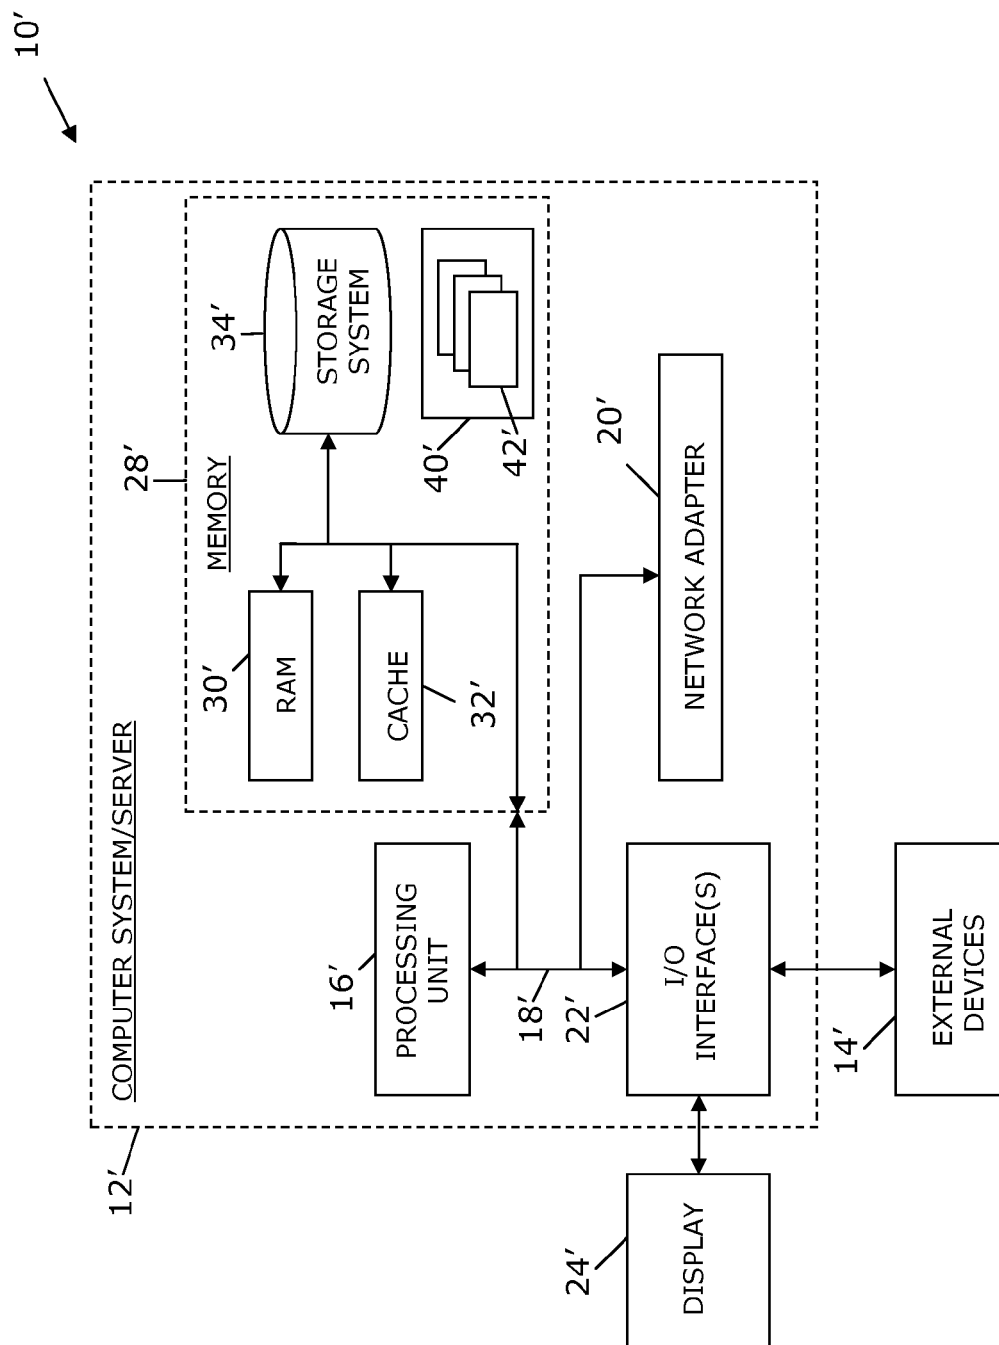 10′
12′
COMPUTER SYSTEM/SERVER
28′
MEMORY
34′
STORAGE
SYSTEM
30′
RAM
16′
PROCESSING
UNIT
CACHE
32′
40′
42′
18′
20′
NETWORK ADAPTER
24′
DISPLAY
22′
I/O
INTERFACE(S)
14′
EXTERNAL
DEVICES